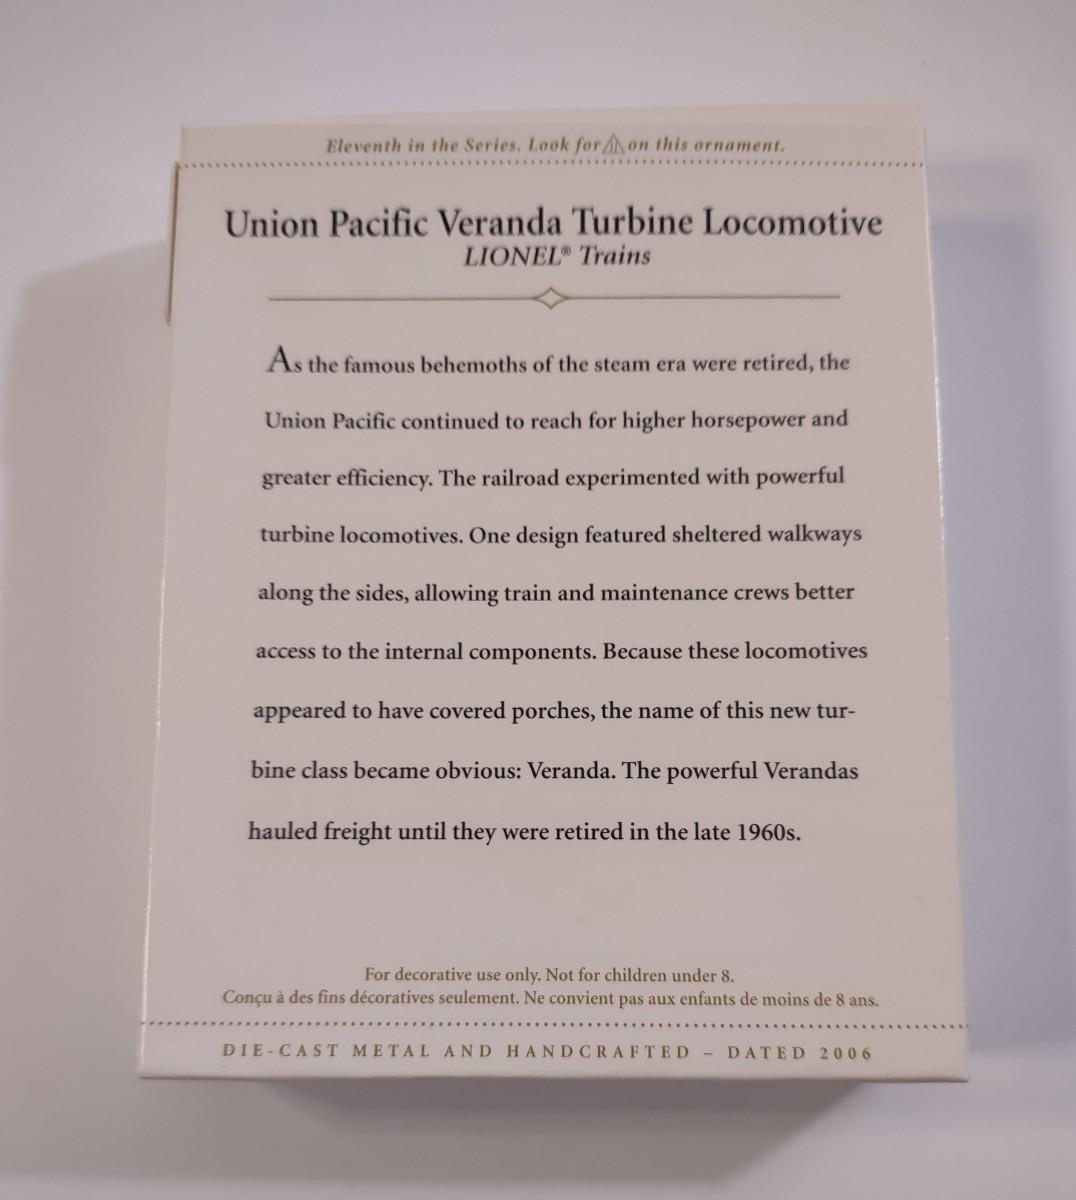 Eleventh in the Series. Look for 11 on this ornament.
Union Pacific Veranda Turbine Locomotive
LIONEL® Trains
As the famous behemoths of the steam era were retired, the
Union Pacific continued to reach for higher horsepower and
greater efficiency. The railroad experimented with powerful
turbine locomotives. One design featured sheltered walkways
along the sides, allowing train and maintenance crews better
access to the internal components. Because these locomotives
appeared to have covered porches, the name of this new tur-
bine class became obvious: Veranda. The powerful Verandas
hauled freight until they were retired in the late 1960s.
For decorative use only. Not for children under 8.
Conçu à des fins décoratives seulement. Ne convient pas aux enfants de moins de 8 ans.
DIE-CAST METAL AND HANDCRAFTED – DATED 2006